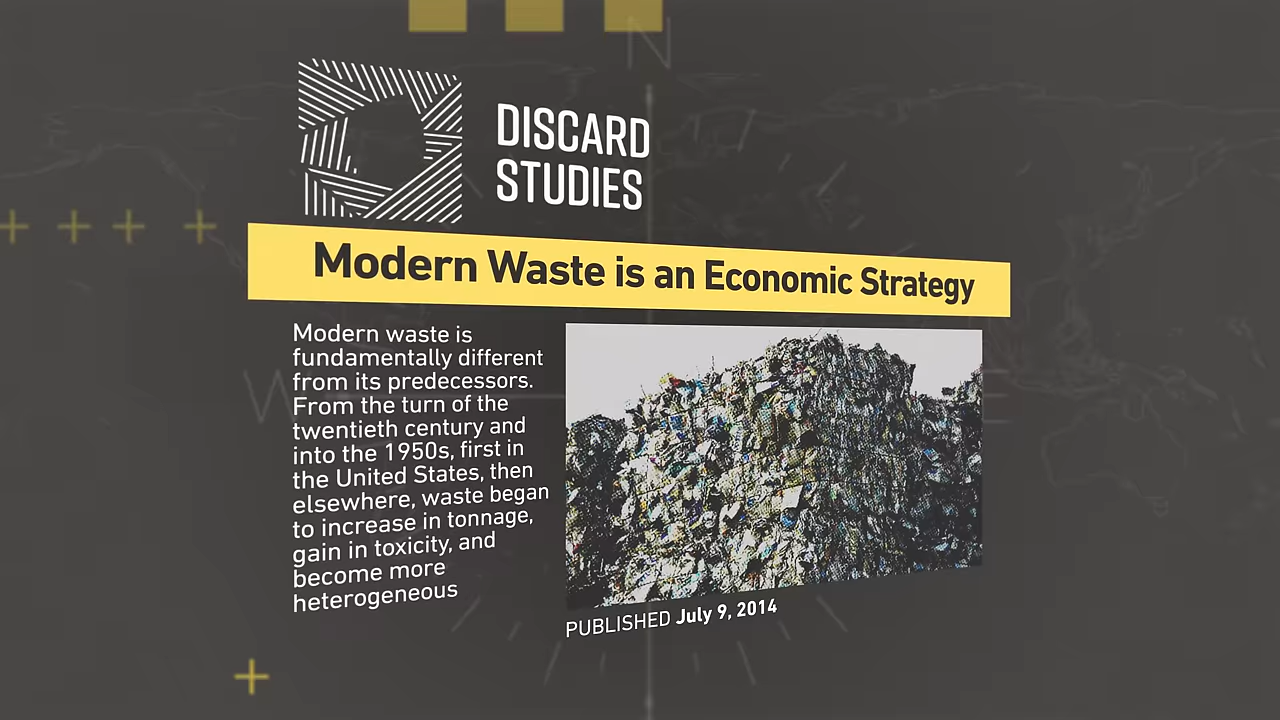 N
DISCARD
STUDIES
Modern Waste is an Economic Strategy
Modern waste is
fundamentally different
from its predecessors.
From the turn of the
twentieth century and
into the 1950s, first in
the United States, then
elsewhere, waste began
to increase in tonnage,
gain in toxicity, and
become more
heterogeneous
W
E
PUBLISHED July 9, 2014